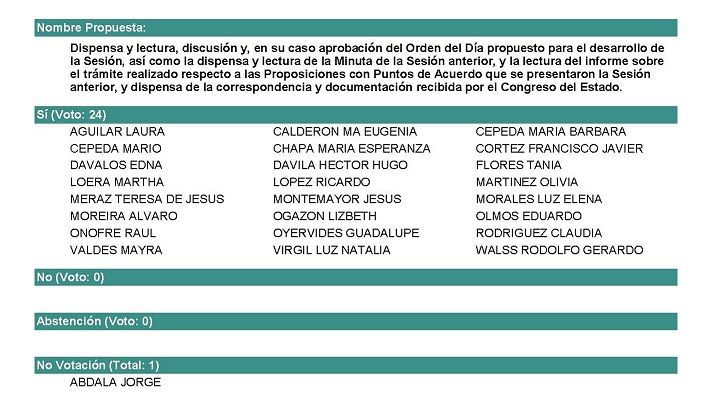 Nombre Propuesta:
Dispensa y lectura, discusión y, en su caso aprobación del Orden del Día propuesto para el desarrollo de
la Sesión, así como la dispensa y lectura de la Minuta de la Sesión anterior, y la lectura del informe sobre
el trámite realizado respecto a las Proposiciones con Puntos de Acuerdo que se presentaron la Sesión
anterior, y dispensa de la correspondencia y documentación recibida por el Congreso del Estado.
Sí (Voto: 24)
AGUILAR LAURA CALDERON MA EUGENIA CEPEDA MARIA BARBARA
CEPEDA MARIO CHAPA MARIA ESPERANZA CORTEZ FRANCISCO JAVIER
DAVALOS EDNA DAVILA HECTOR HUGO FLORES TANIA
LOERA MARTHA LOPEZ RICARDO MARTINEZ OLIVIA
MERAZ TERESA DE JESUS MONTEMAYOR JESUS MORALES LUZ ELENA
MOREIRA ALVARO OGAZON LIZBETH OLMOS EDUARDO
ONOFRE RAUL OYERVIDES GUADALUPE RODRIGUEZ CLAUDIA
VALDES MAYRA VIRGIL LUZ NATALIA WALSS RODOLFO GERARDO
No (Voto: 0)
Abstención (Voto: 0)
No Votación (Total: 1)
ABDALA JORGE